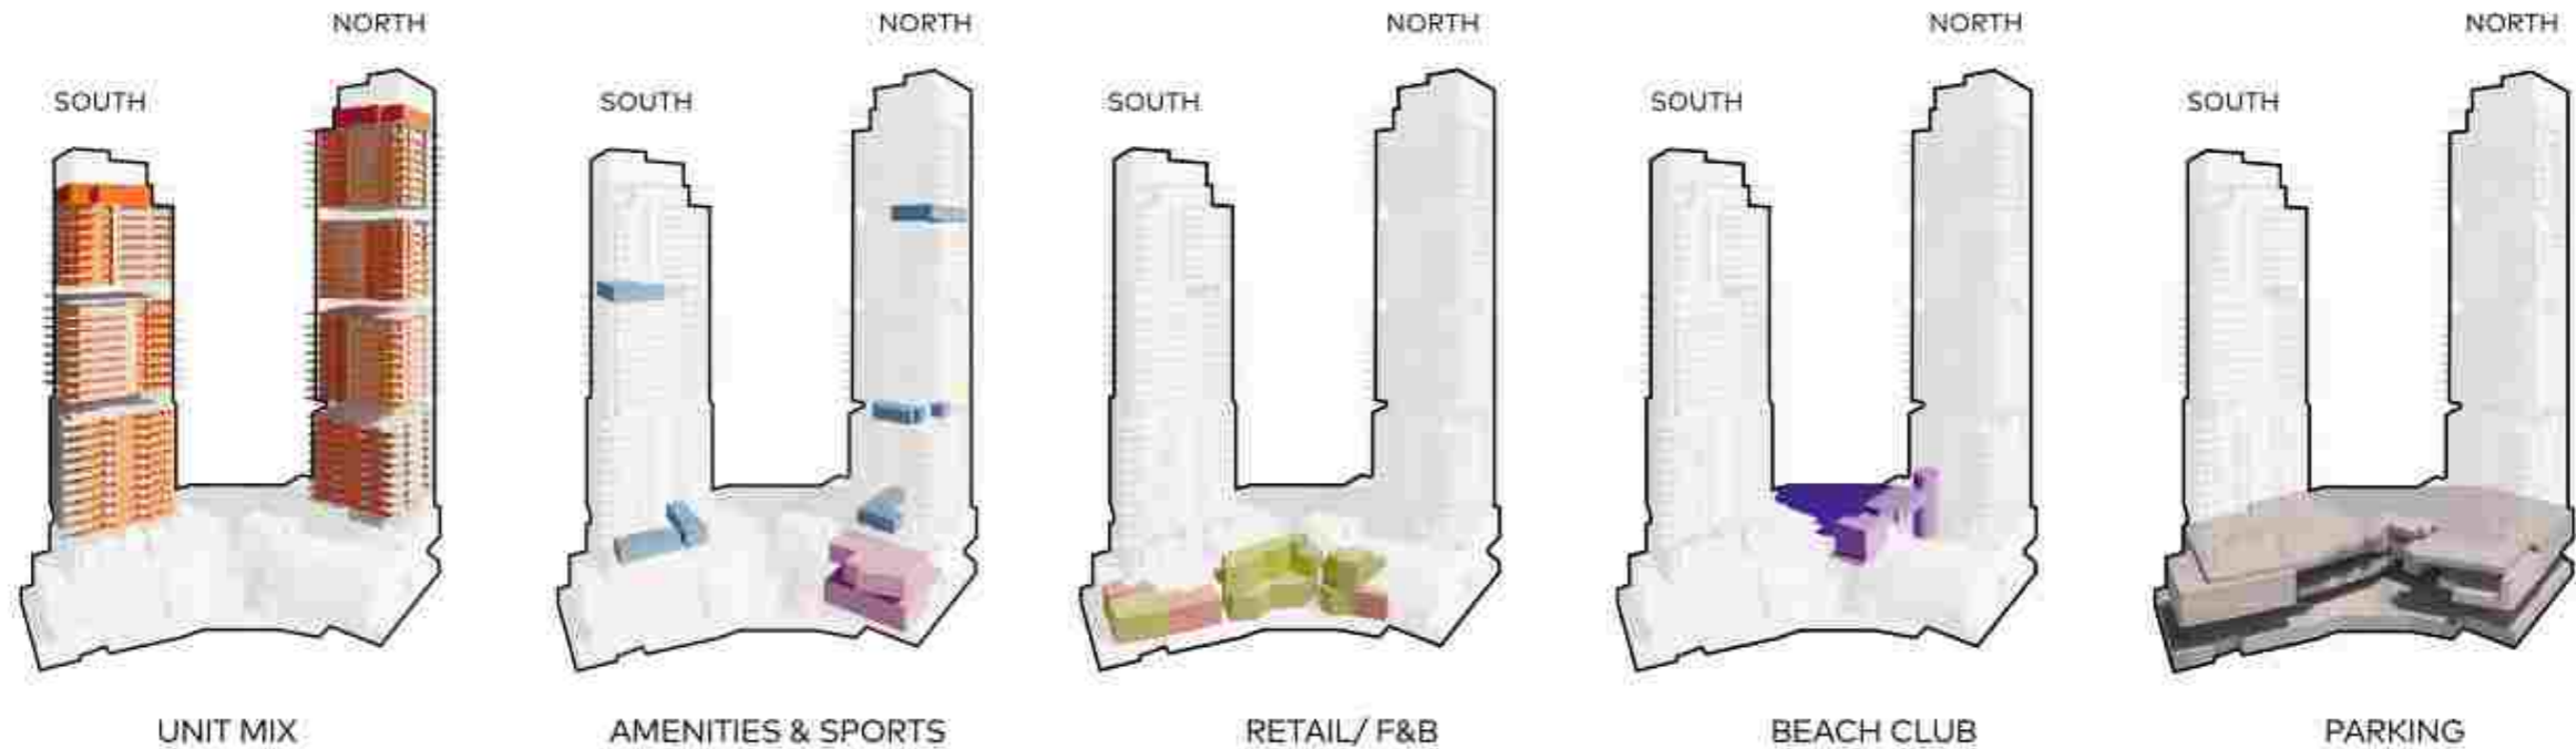 NORTH
SOUTH
UNIT MIX
NORTH
SOUTH
AMENITIES & SPORTS
NORTH
SOUTH
RETAIL/ F&B
NORTH
SOUTH
BEACH CLUB
NORTH
SOUTH
PARKING